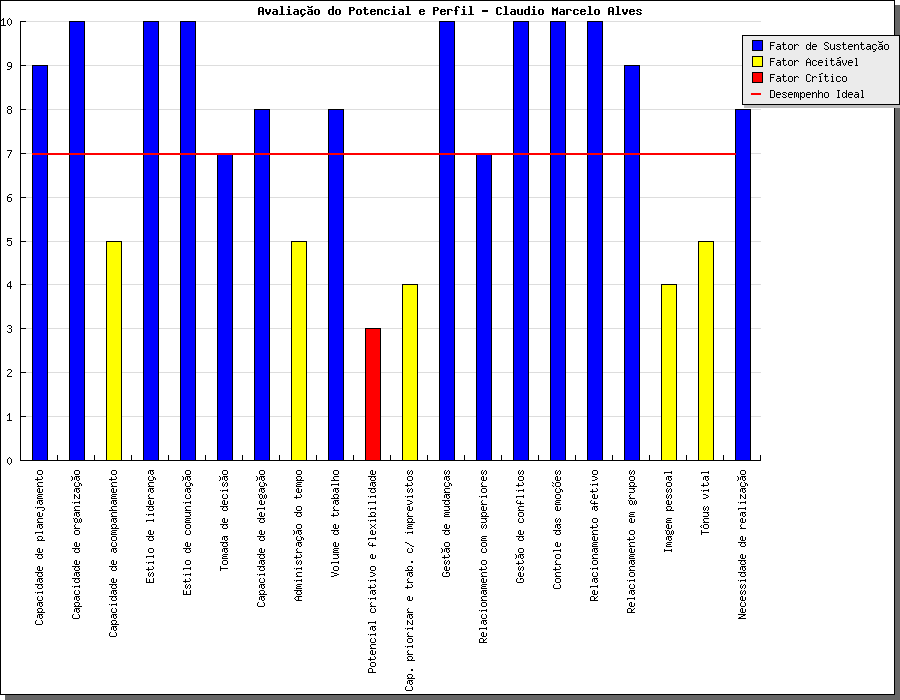 Avaliação do Potencial e Perfil - Claudio Marcelo Alves
Fator de Sustentação
Fator Aceitável
Fator Crítico
Desempenho Ideal
10
9
8
7
6
5
4
3
2
1
0
Capacidade de planejamento
Capacidade de organização
Capacidade de acompanhamento
Estilo de liderança
Estilo de comunicação
Tomada de decisão
Capacidade de delegação
Administração do tempo
Volume de trabalho
Potencial criativo e flexibilidade
Cap. priorizar e trab. c/ imprevistos
Gestão de mudanças
Relacionamento com superiores
Gestão de conflitos
Controle das emoções
Relacionamento afetivo
Relacionamento em grupos
Imagem pessoal
Tônus vital
Necessidade de realização